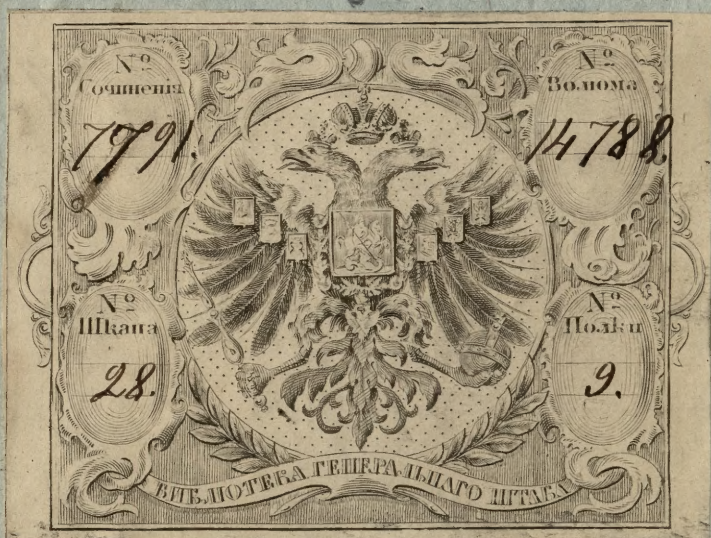 №
Сочиненія
7791.
№
Волюма
14788.
№
Шкапа
28.
№
Полки
9.
БИБЛІОТЕКА ГЕНЕРАЛЬНАГО ШТАБА